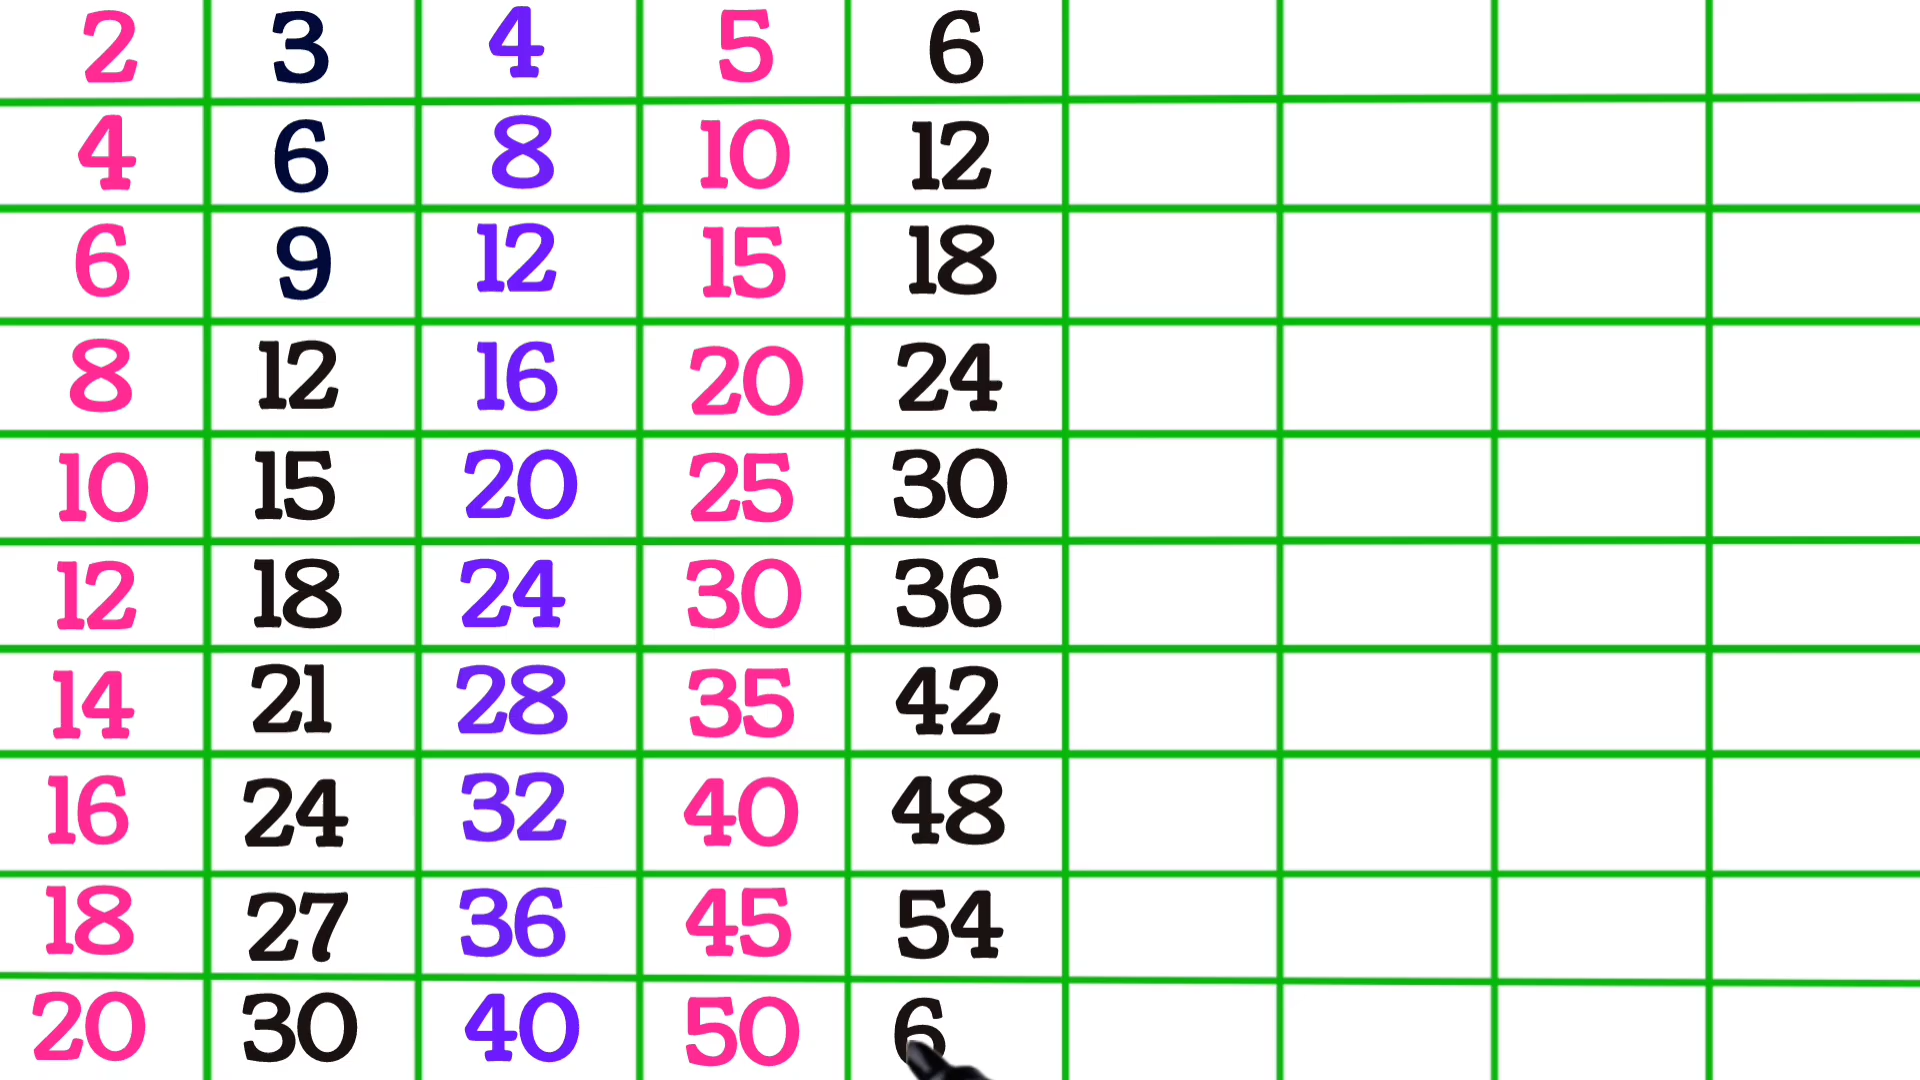 2 3 4 5 6
4 6 8 10 12
6 9 12 15 18
8 12 16 20 24
10 15 20 25 30
12 18 24 30 36
14 21 28 35 42
16 24 32 40 48
18 27 36 45 54
20 30 40 50 6